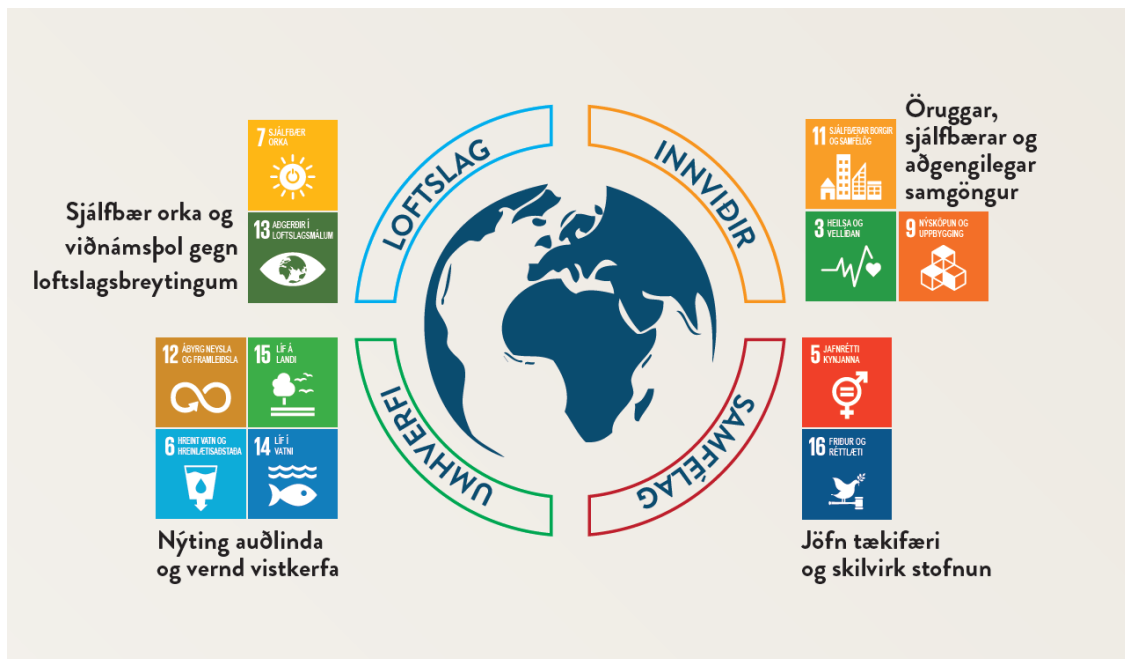 LOFTSLAG
7 SJÁLFBÆR
ORKA
13 AÐGERÐIR Í
LOFTSLAGSMÁLUM
Sjálfbær orka og
viðnámsþol gegn
loftslagsbreytingum
INNVIÐIR
11 SJÁLFBÆRAR BORGIR
OG SAMFÉLÖG
3 HEILSA OG
VELLÍÐAN
9 NÝSKÖPUN OG
UPPBYGGING
Öruggar,
sjálfbærar og
aðgengilegar
samgöngur
UMHVERFI
12 ÁBYRG NEYSLA
OG FRAMLEIÐSLA
15 LÍF Á
LANDI
6 HREINT VATN OG
HREINLÆTISAÐSTAÐA
14 LÍF Í
VATNI
Nýting auðlinda
og vernd vistkerfa
SAMFÉLAG
5 JAFNRÉTTI
KYNJANNA
16 FRIÐUR OG
RÉTTLÆTI
Jöfn tækifæri
og skilvirk stofnun